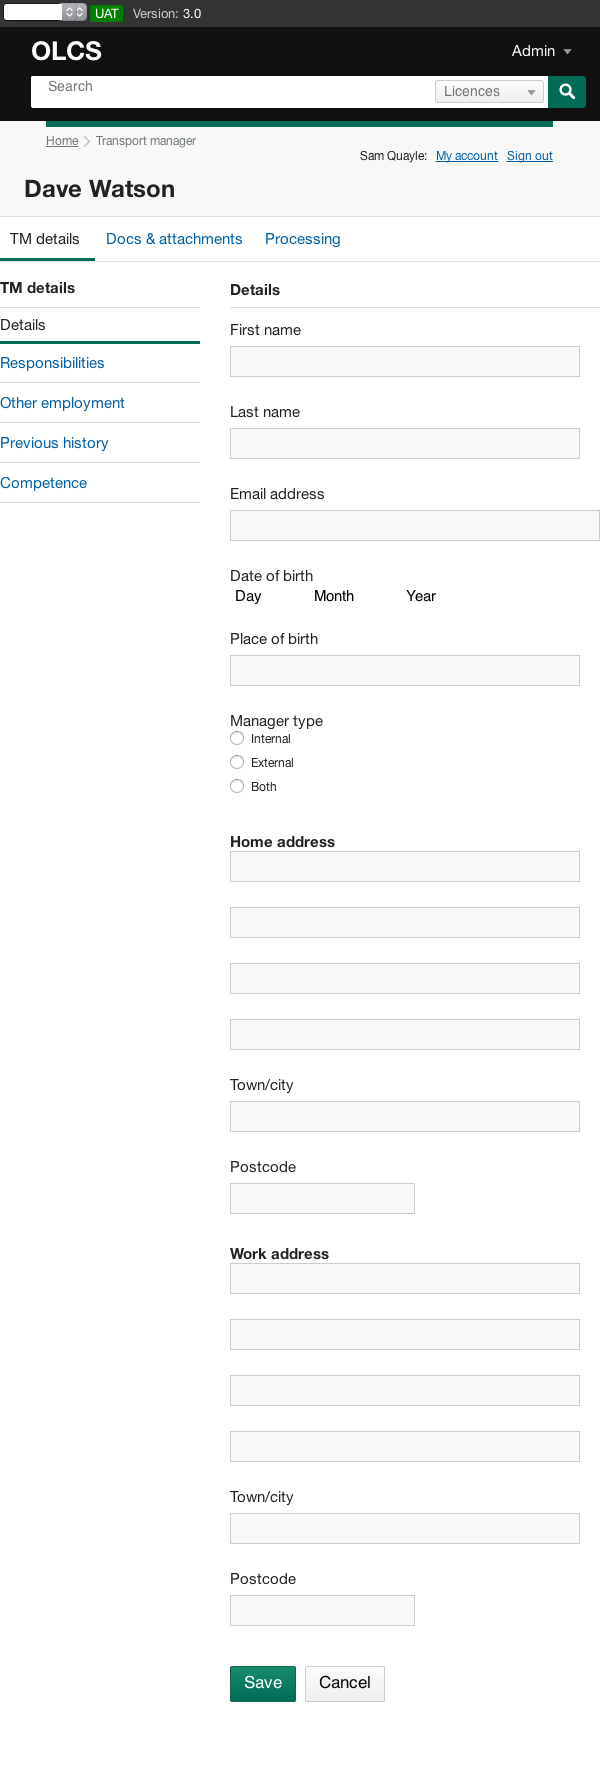 UAT Version: 3.0
OLCS
Admin
Search
Licences
Home Transport manager
Sam Quayle: My account Sign out
Dave Watson
TM details Docs & attachments Processing
TM details
Details
Responsibilities
Other employment
Previous history
Competence
Details
First name
Last name
Email address
Date of birth
Day Month Year
Place of birth
Manager type
Internal
External
Both
Home address
Town/city
Postcode
Work address
Town/city
Postcode
Save Cancel